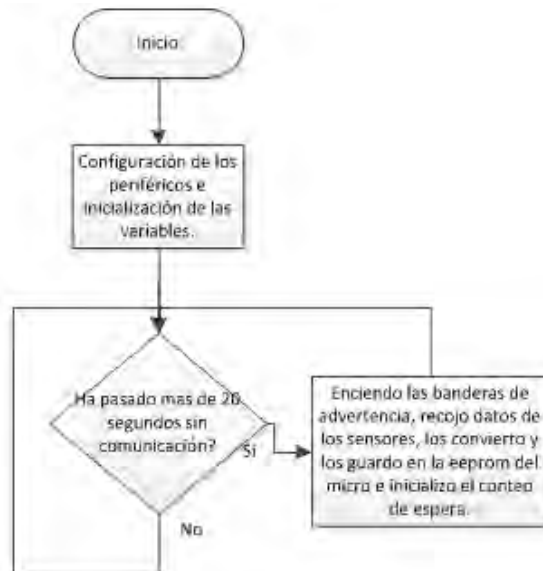 Inicio
Configuración de los
periféricos e
inicialización de las
variables.
Ha pasado mas de 20
segundos sin
comunicación?
Si
No
Enciendo las banderas de
advertencia, recojo datos de
los sensores, los convierto y
los guardo en la eeprom del
micro e inicializo el conteo
de espera.